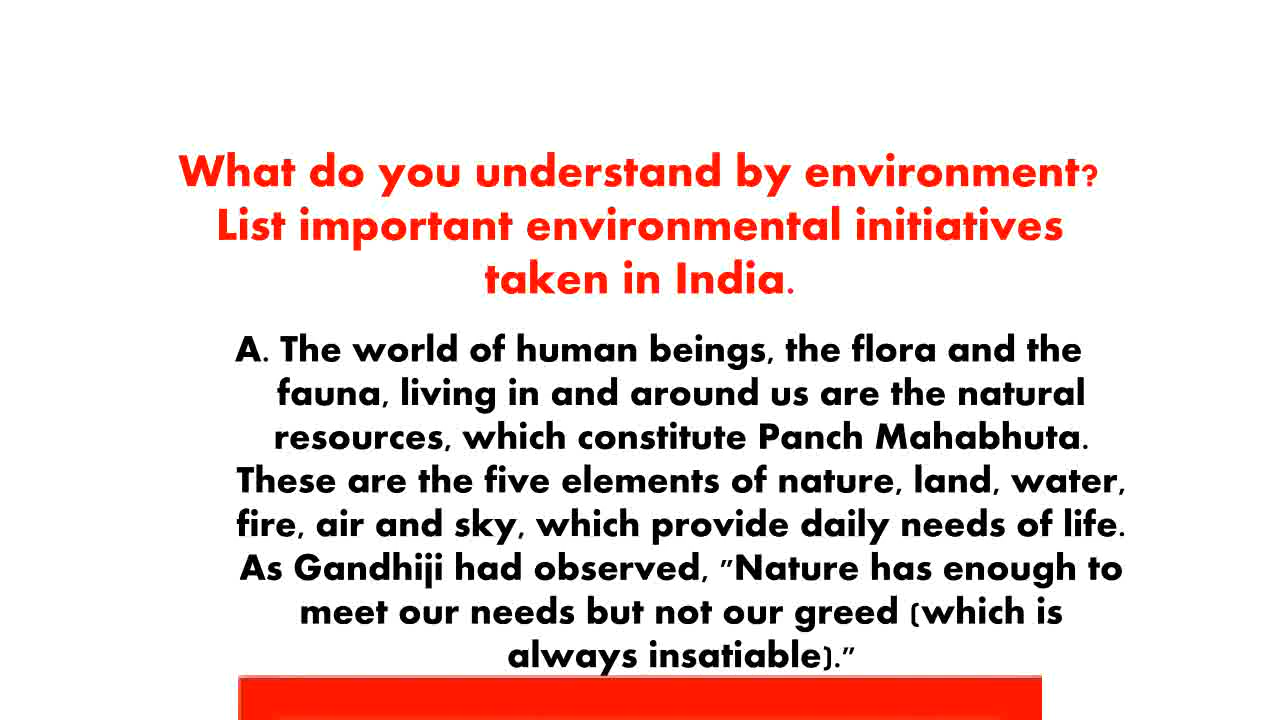 What do you understand by environment?
List important environmental initiatives
taken in India.
A. The world of human beings, the flora and the
fauna, living in and around us are the natural
resources, which constitute Panch Mahabhuta.
These are the five elements of nature, land, water,
fire, air and sky, which provide daily needs of life.
As Gandhiji had observed, "Nature has enough to
meet our needs but not our greed (which is
always insatiable)."